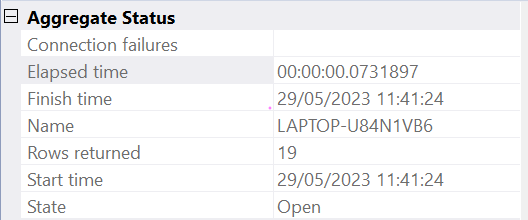 Aggregate Status
Connection failures
Elapsed time 00:00:00.0731897
Finish time 29/05/2023 11:41:24
Name LAPTOP-U84N1VB6
Rows returned 19
Start time 29/05/2023 11:41:24
State Open